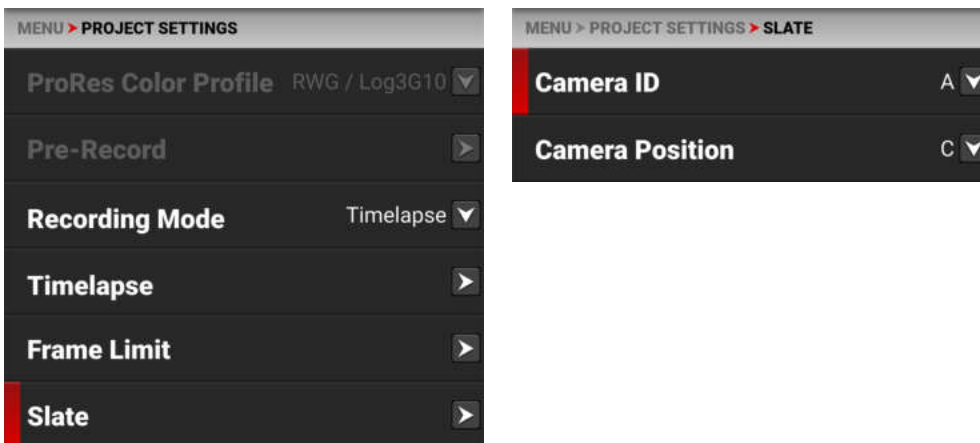 MENU > PROJECT SETTINGS
ProRes Color Profile RWG / Log3G10
Pre-Record
Recording Mode Timelapse
Timelapse
Frame Limit
Slate
MENU > PROJECT SETTINGS > SLATE
Camera ID A
Camera Position C